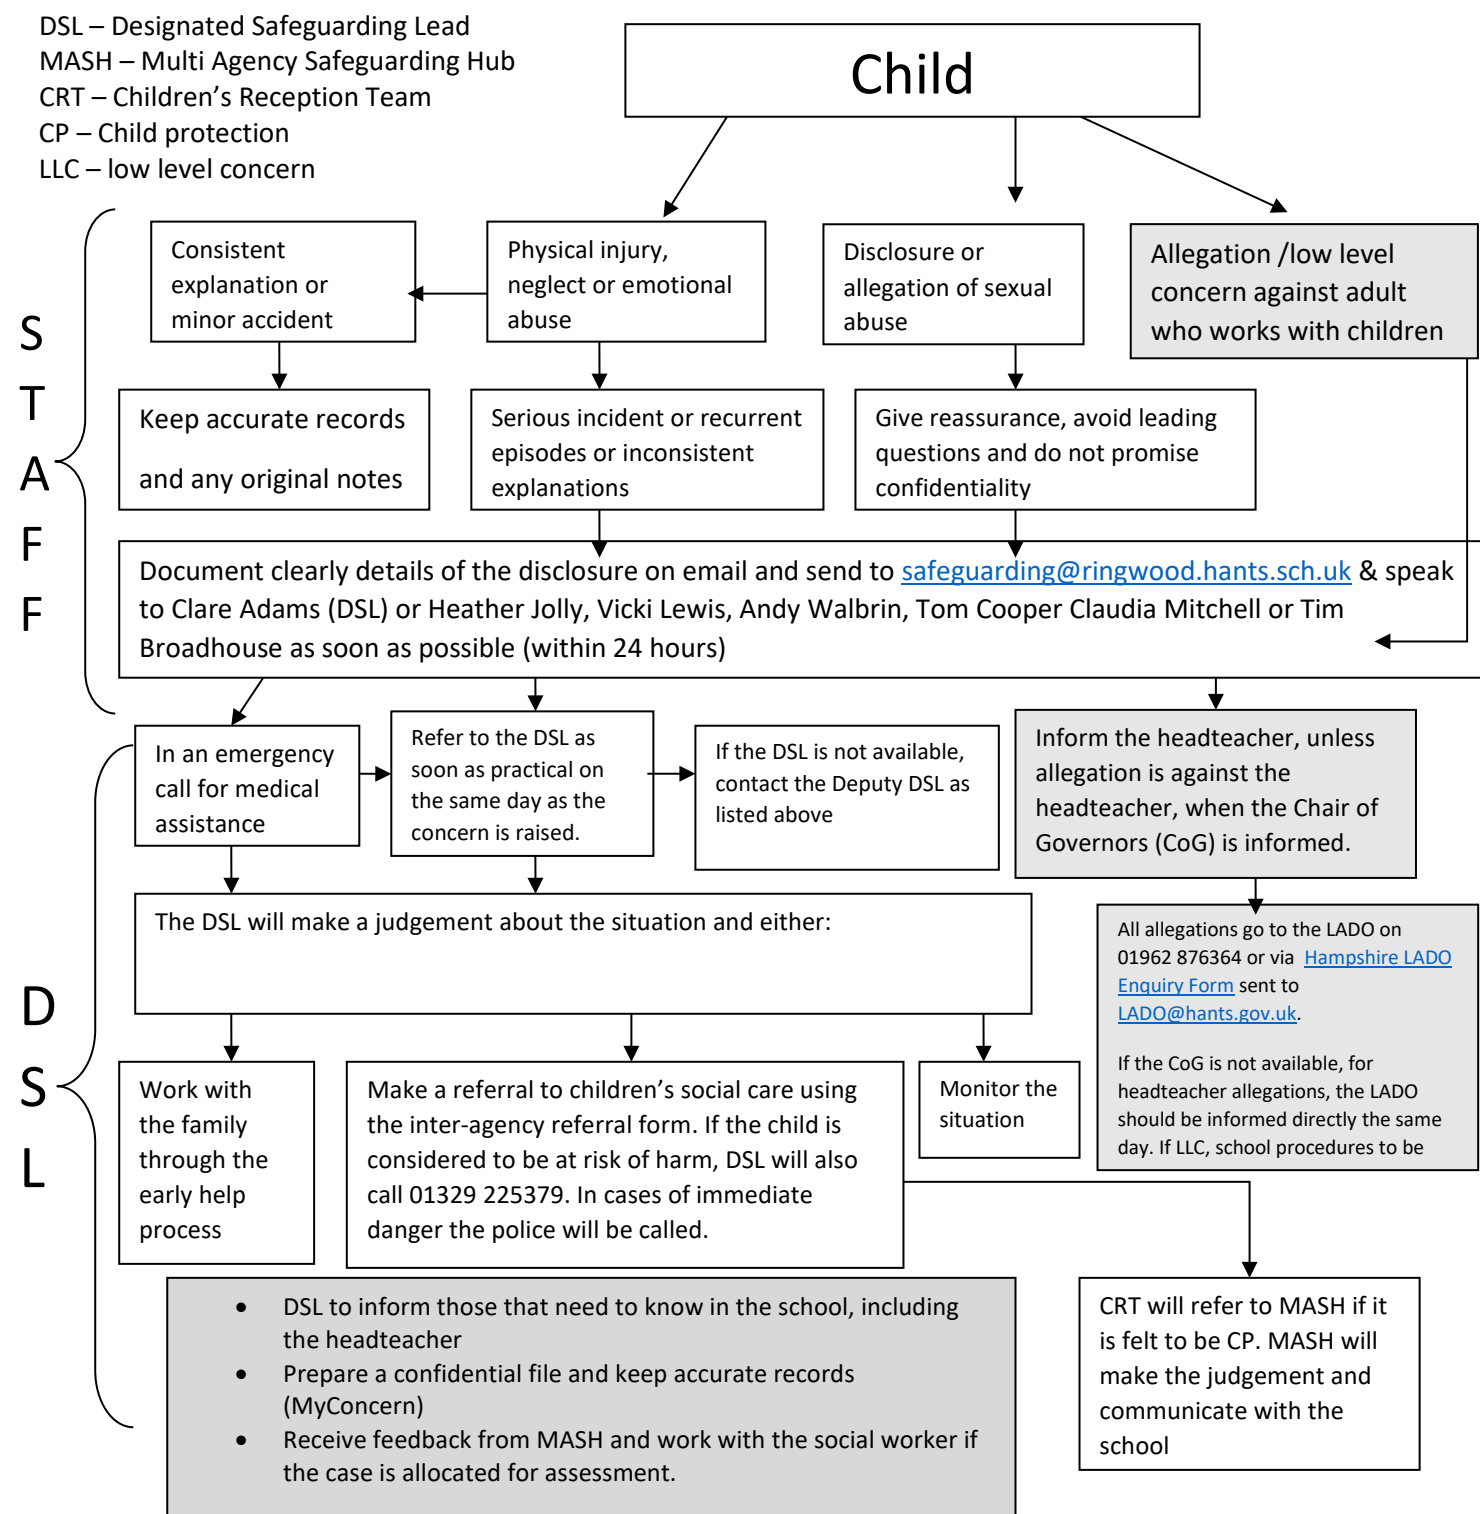 DSL – Designated Safeguarding Lead
MASH – Multi Agency Safeguarding Hub
CRT – Children’s Reception Team
CP – Child protection
LLC – low level concern
Child
S
T
A
F
F
Consistent
explanation or
minor accident
Physical injury,
neglect or emotional
abuse
Disclosure or
allegation of sexual
abuse
Allegation /low level
concern against adult
who works with children
Keep accurate records
and any original notes
Serious incident or recurrent
episodes or inconsistent
explanations
Give reassurance, avoid leading
questions and do not promise
confidentiality
Document clearly details of the disclosure on email and send to safeguarding@ringwood.hants.sch.uk & speak
to Clare Adams (DSL) or Heather Jolly, Vicki Lewis, Andy Walbrin, Tom Cooper Claudia Mitchell or Tim
Broadhouse as soon as possible (within 24 hours)
D
S
L
In an emergency
call for medical
assistance
Refer to the DSL as
soon as practical on
the same day as the
concern is raised.
If the DSL is not available,
contact the Deputy DSL as
listed above
Inform the headteacher, unless
allegation is against the
headteacher, when the Chair of
Governors (CoG) is informed.
The DSL will make a judgement about the situation and either:
All allegations go to the LADO on
01962 876364 or via Hampshire LADO
Enquiry Form sent to
LADO@hants.gov.uk.
If the CoG is not available, for
headteacher allegations, the LADO
should be informed directly the same
day. If LLC, school procedures to be
Work with
the family
through the
early help
process
Make a referral to children’s social care using
the inter-agency referral form. If the child is
considered to be at risk of harm, DSL will also
call 01329 225379. In cases of immediate
danger the police will be called.
Monitor the
situation
• DSL to inform those that need to know in the school, including
the headteacher
• Prepare a confidential file and keep accurate records
(MyConcern)
• Receive feedback from MASH and work with the social worker if
the case is allocated for assessment.
CRT will refer to MASH if it
is felt to be CP. MASH will
make the judgement and
communicate with the
school